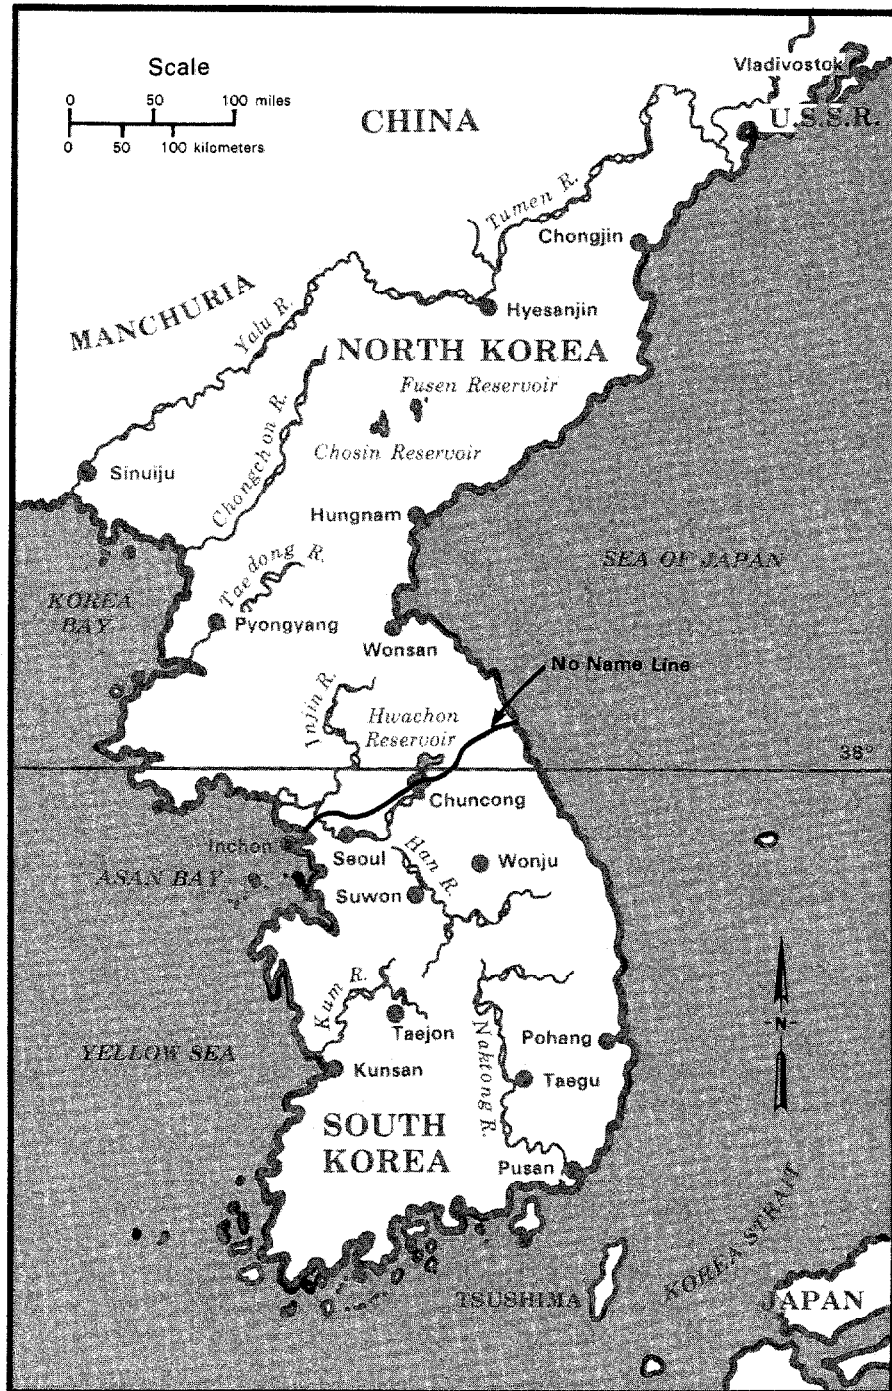 Scale
0 50 100 miles
0 50 100 kilometers
CHINA
Vladivostok
U.S.S.R.
Tumen R.
Chongjin
MANCHURIA
Yalu R.
Hyesanjin
NORTH KOREA
Fusen Reservoir
Chosin Reservoir
Chongchon R.
Sinuiju
Hungnam
SEA OF JAPAN
Taedong R.
KOREA
BAY
Pyongyang
Wonsan
No Name Line
Injin R.
Hwachon
Reservoir
38°
Chuncong
Inchon
Seoul
Han R.
Wonju
ASAN BAY
Suwon
Kum R.
Taejon
Naktong R.
Pohang
-N-
YELLOW SEA
Kunsan
Taegu
SOUTH
KOREA
Pusan
KOREA STRAIT
TSUSHIMA
JAPAN